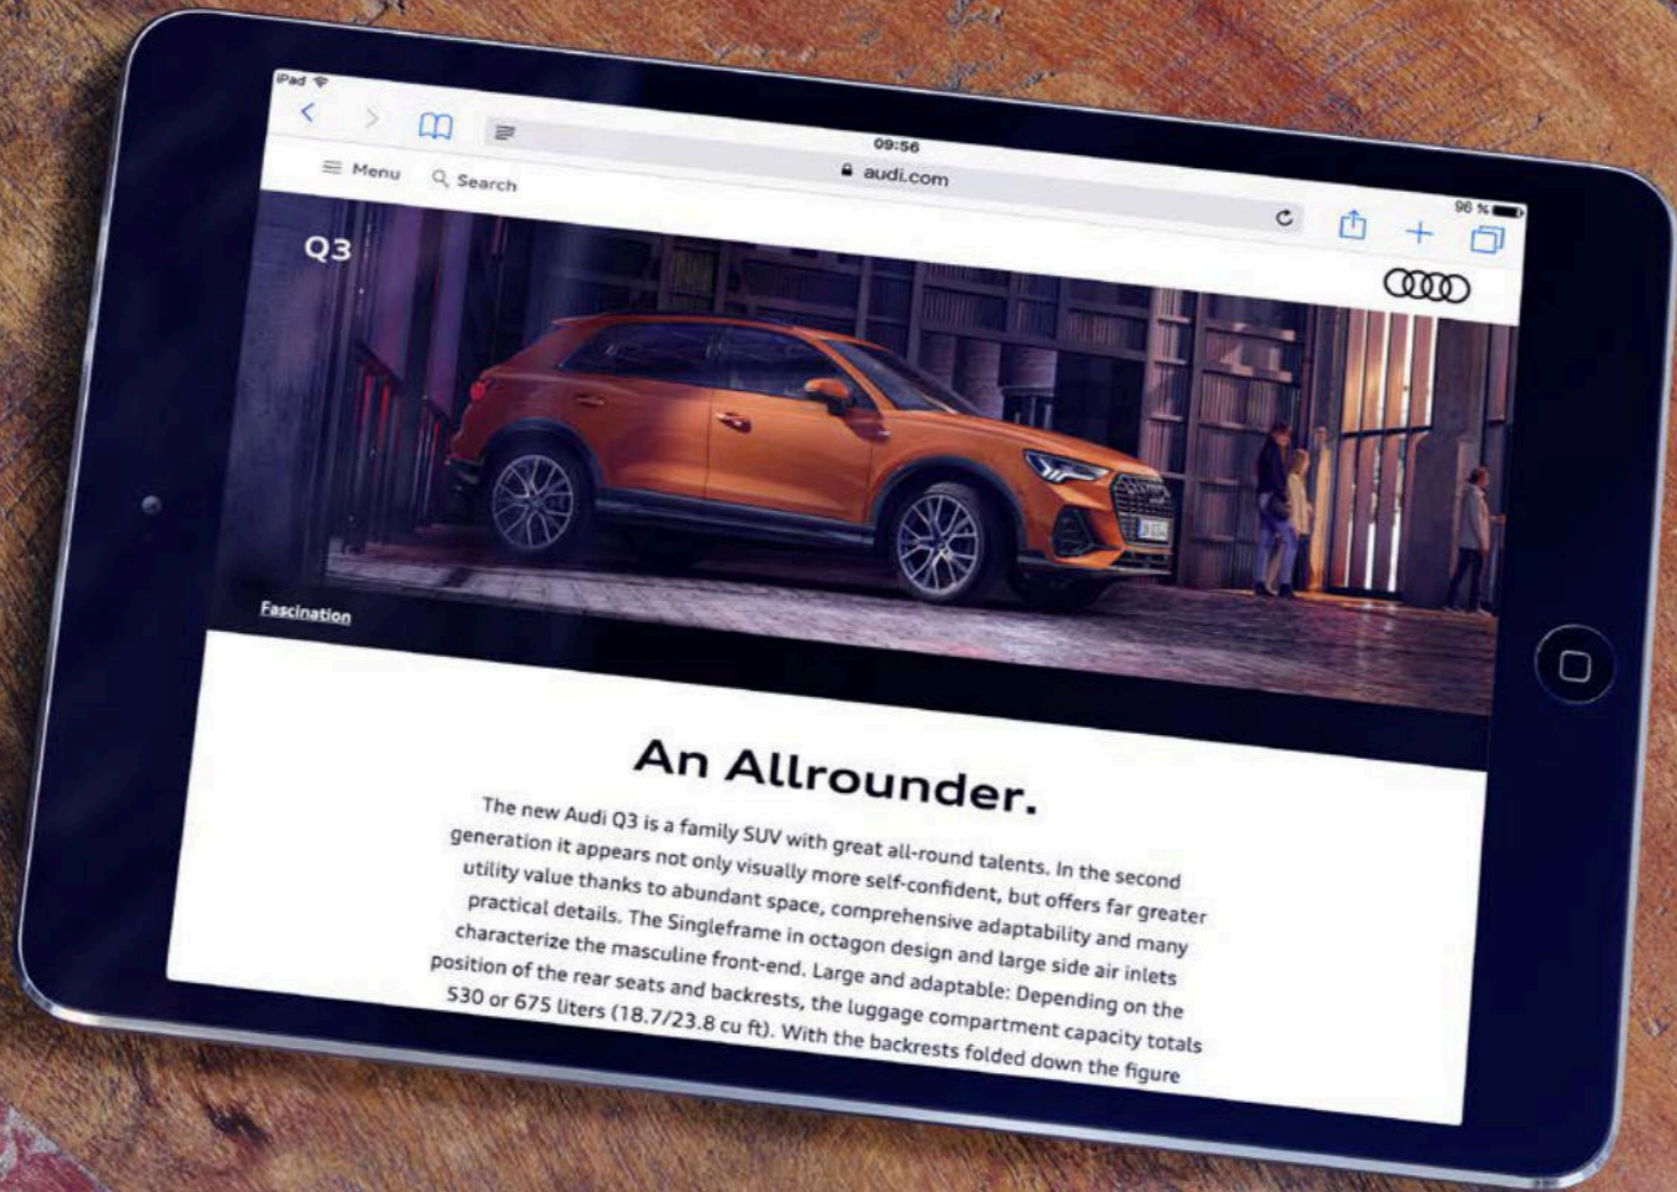 iPad
09:56
96 %
audi.com
Menu
Search
Q3
Fascination
An Allrounder.
The new Audi Q3 is a family SUV with great all-round talents. In the second
generation it appears not only visually more self-confident, but offers far greater
utility value thanks to abundant space, comprehensive adaptability and many
practical details. The Singleframe in octagon design and large side air inlets
characterize the masculine front-end. Large and adaptable: Depending on the
position of the rear seats and backrests, the luggage compartment capacity totals
530 or 675 liters (18.7/23.8 cu ft). With the backrests folded down the figure